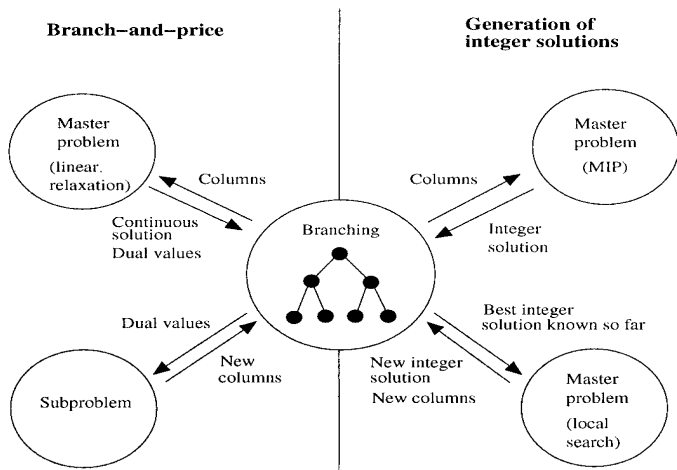 Branch–and–price
Generation of
integer solutions
Master
problem
(linear.
relaxation)
Columns
Continuous
solution
Dual values
Master
problem
(MIP)
Columns
Integer
solution
Branching
Dual values
New
columns
Subproblem
Best integer
solution known so far
New integer
solution
New columns
Master
problem
(local
search)